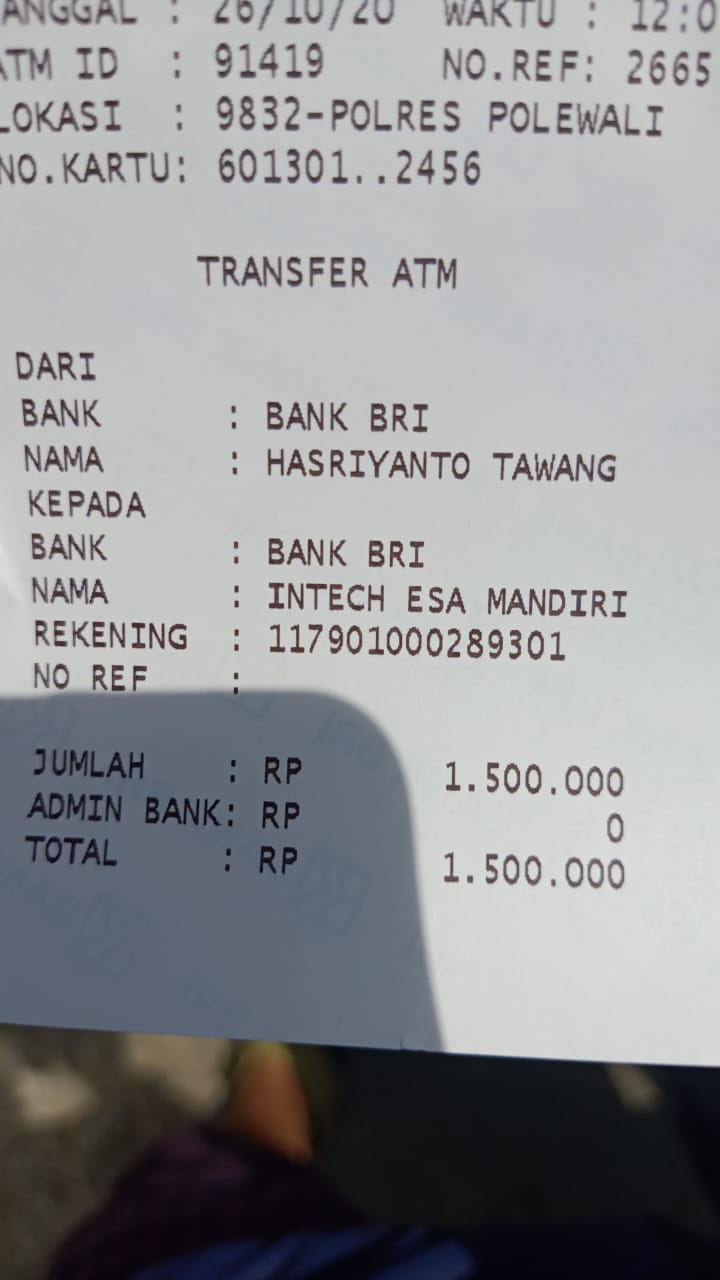 ANGGAL : 26/10/20 WAKTU : 12:0
ATM ID : 91419 NO.REF: 2665
LOKASI : 9832-POLRES POLEWALI
NO.KARTU: 601301..2456
TRANSFER ATM
DARI
BANK : BANK BRI
NAMA : HASRIYANTO TAWANG
KEPADA
BANK : BANK BRI
NAMA : INTECH ESA MANDIRI
REKENING : 117901000289301
NO REF :
JUMLAH : RP 1.500.000
ADMIN BANK: RP 0
TOTAL : RP 1.500.000